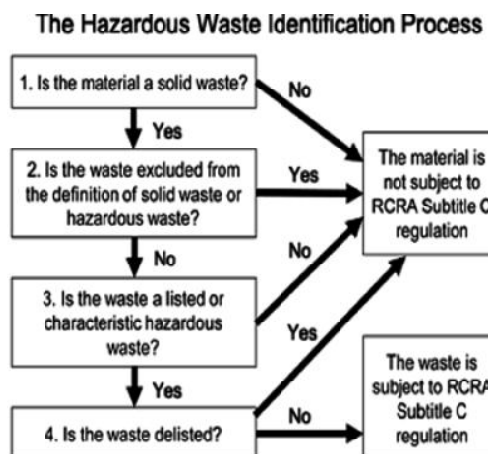 The Hazardous Waste Identification Process
1. Is the material a solid waste?
No
Yes
2. Is the waste excluded from
the definition of solid waste or
hazardous waste?
Yes
The material is
not subject to
RCRA Subtitle C
regulation
No
3. Is the waste a listed or
characteristic hazardous
waste?
No
Yes
Yes
4. Is the waste delisted?
No
The waste is
subject to RCRA
Subtitle C
regulation